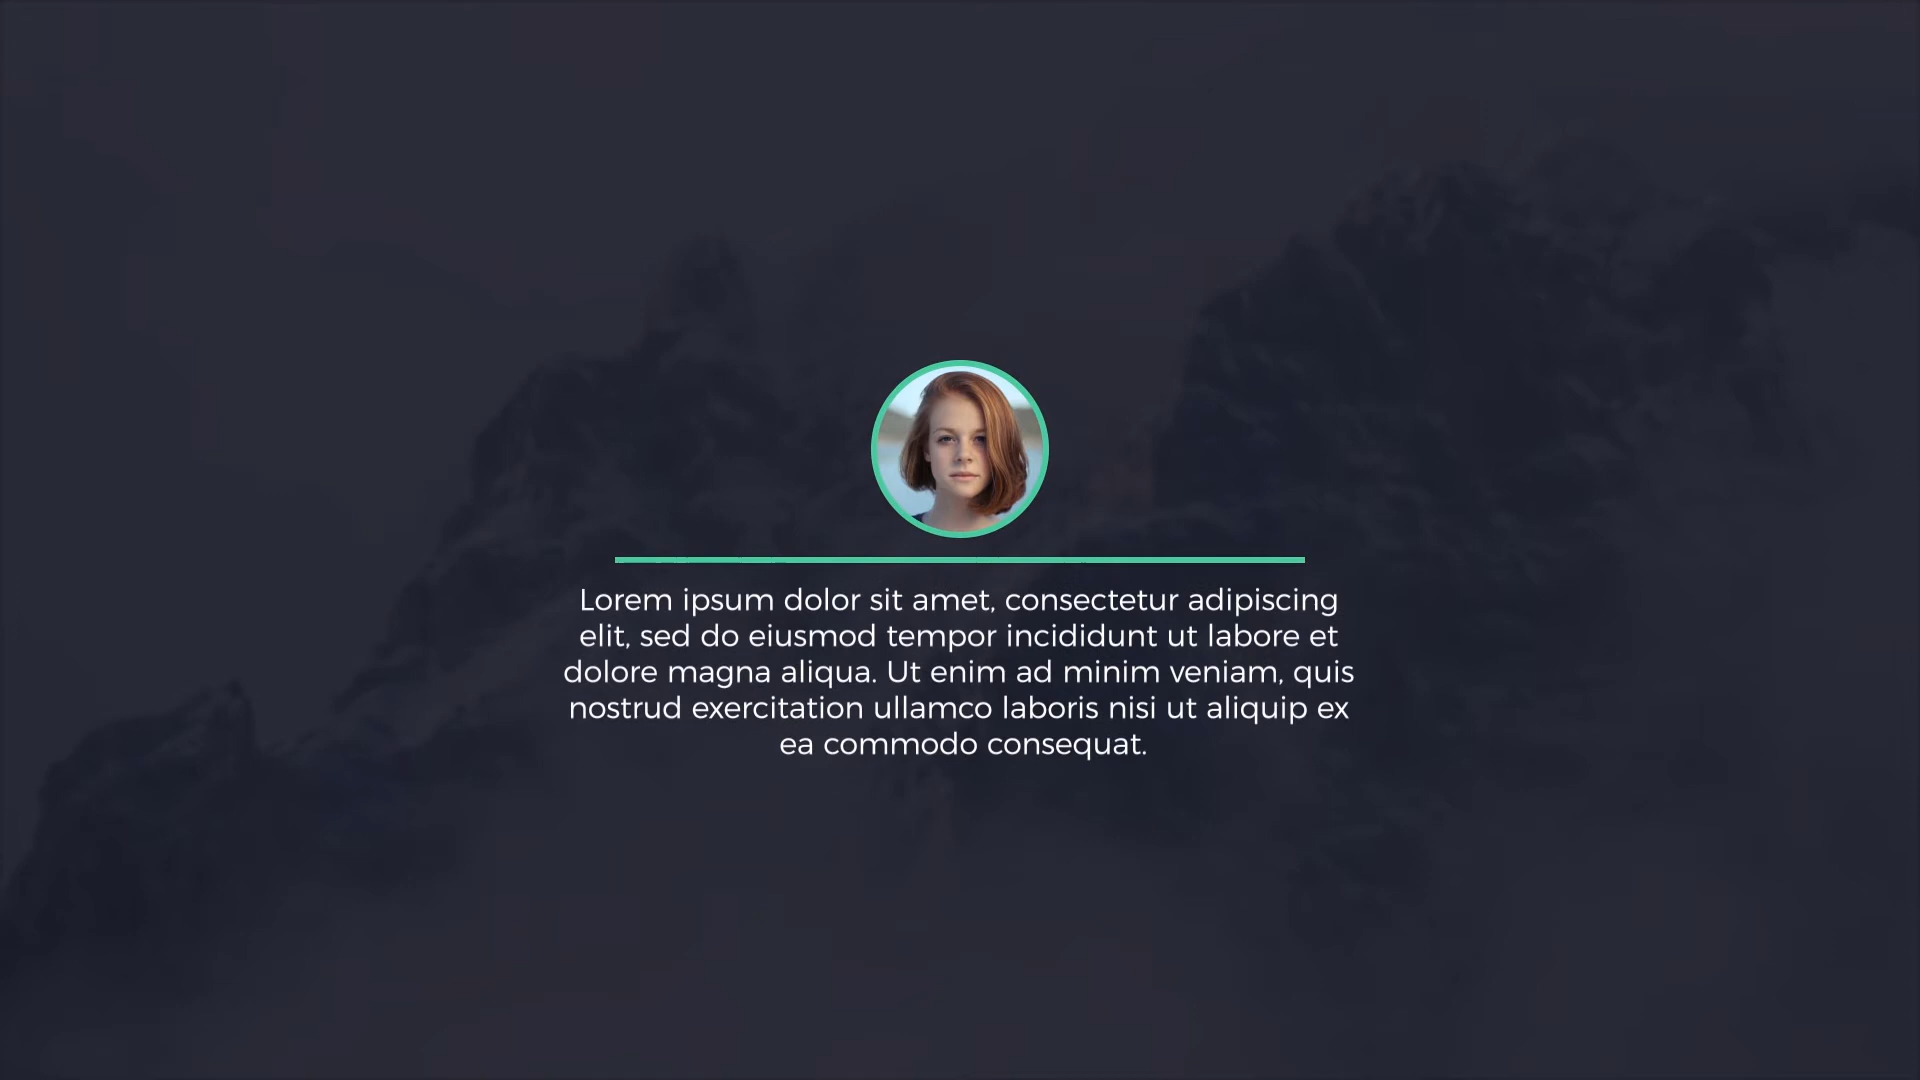 Lorem ipsum dolor sit amet, consectetur adipiscing
elit, sed do eiusmod tempor incididunt ut labore et
dolore magna aliqua. Ut enim ad minim veniam, quis
nostrud exercitation ullamco laboris nisi ut aliquip ex
ea commodo consequat.